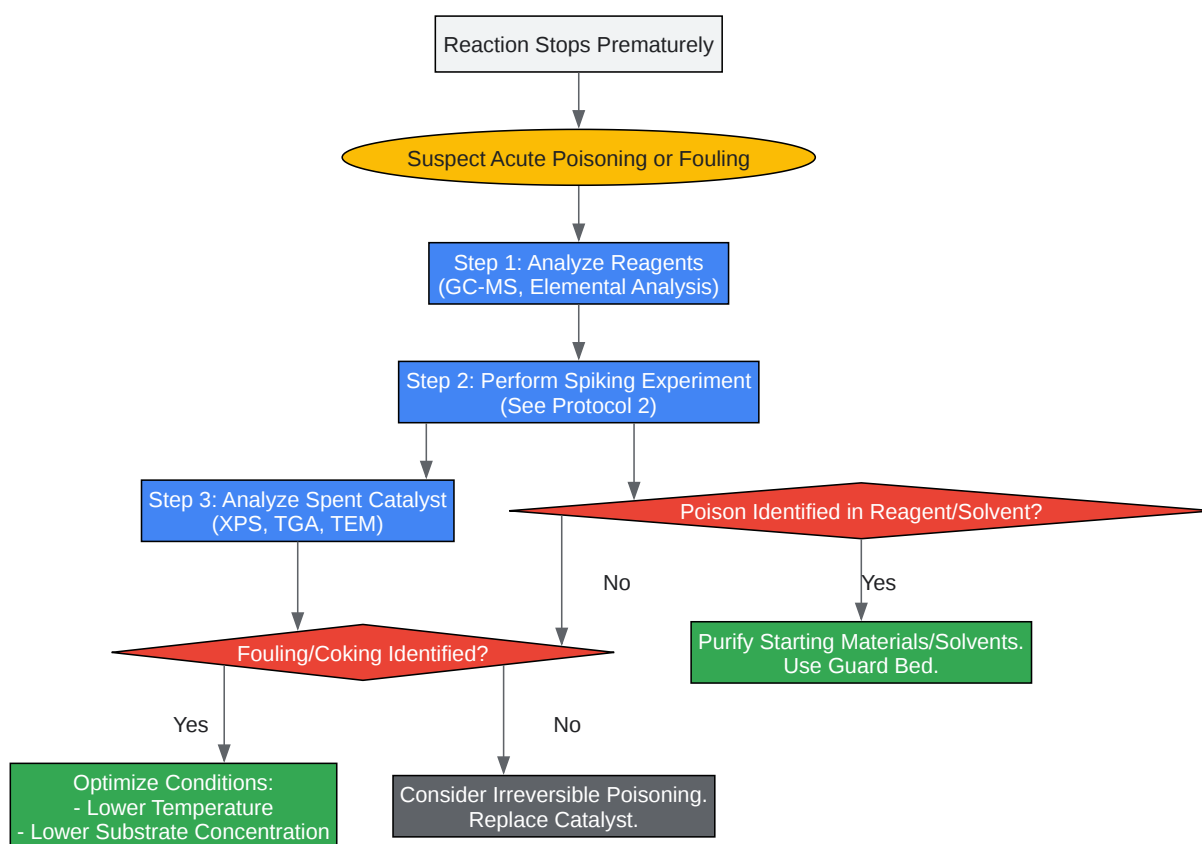 Reaction Stops Prematurely
Suspect Acute Poisoning or Fouling
Step 1: Analyze Reagents
(GC-MS, Elemental Analysis)
Step 2: Perform Spiking Experiment
(See Protocol 2)
Step 3: Analyze Spent Catalyst
(XPS, TGA, TEM)
Poison Identified in Reagent/Solvent?
No
Yes
Fouling/Coking Identified?
Purify Starting Materials/Solvents.
Use Guard Bed.
Yes
No
Optimize Conditions:
- Lower Temperature
- Lower Substrate Concentration
Consider Irreversible Poisoning.
Replace Catalyst.